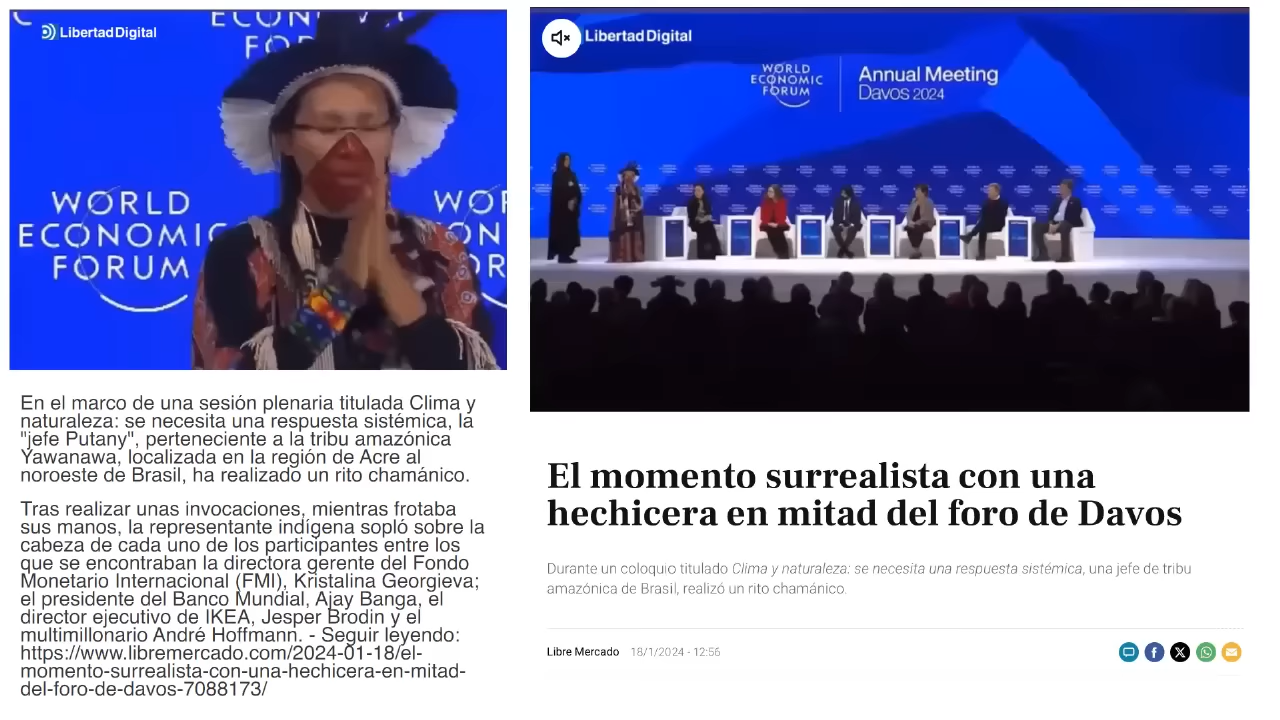 LibertadDigital
ECONOMIC
FORUM
WORLD
ECONOMIC
FORUM
En el marco de una sesión plenaria titulada Clima y
naturaleza: se necesita una respuesta sistémica, la
"jefe Putany", perteneciente a la tribu amazónica
Yawanawa, localizada en la región de Acre al
noroeste de Brasil, ha realizado un rito chamánico.
Tras realizar unas invocaciones, mientras frotaba
sus manos, la representante indígena sopló sobre la
cabeza de cada uno de los participantes entre los
que se encontraban la directora gerente del Fondo
Monetario Internacional (FMI), Kristalina Georgieva;
el presidente del Banco Mundial, Ajay Banga, el
director ejecutivo de IKEA, Jesper Brodin y el
multimillonario André Hoffmann. - Seguir leyendo:
https://www.libremercado.com/2024-01-18/el-
momento-surrealista-con-una-hechicera-en-mitad-
del-foro-de-davos-7088173/
LibertadDigital
WORLD
ECONOMIC
FORUM
Annual Meeting
Davos 2024
El momento surrealista con una
hechicera en mitad del foro de Davos
Durante un coloquio titulado Clima y naturaleza: se necesita una respuesta sistémica, una jefe de tribu
amazónica de Brasil, realizó un rito chamánico.
Libre Mercado 18/1/2024 - 12:56